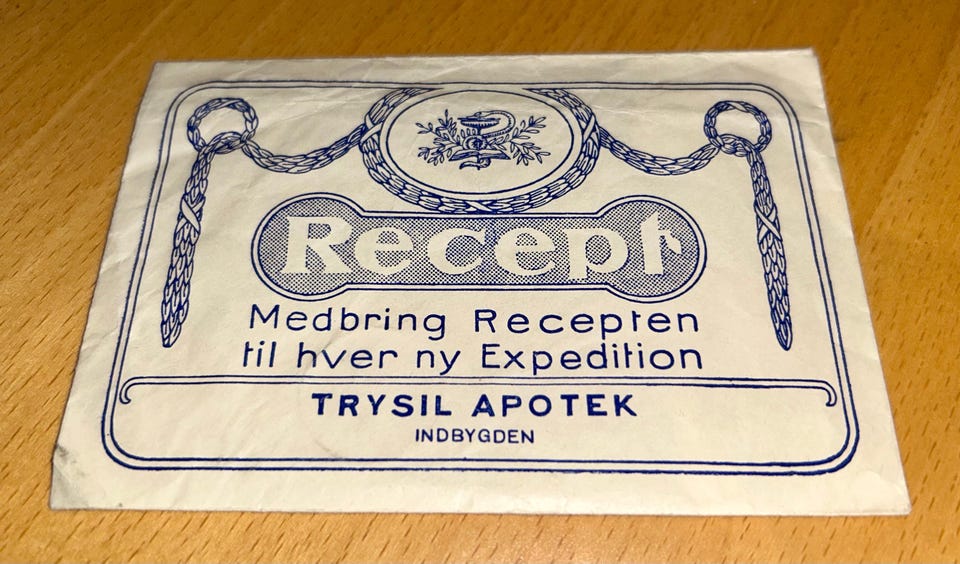 Recept
Medbring Recepten
til hver ny Expedition
TRYSIL APOTEK
INDBYGDEN